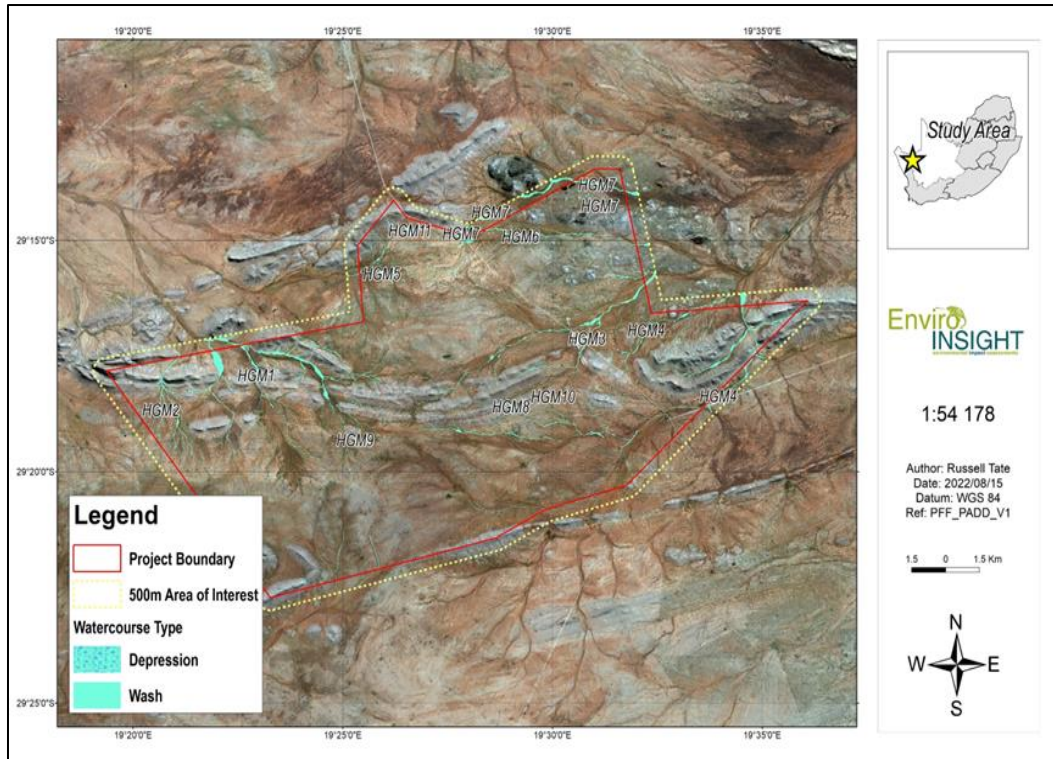 19°20'0"E
19°25'0"E
19°30'0"E
19°35'0"E
29°15'0"S
29°20'0"S
29°25'0"S
HGM7
HGM7
HGM7
HGM11
HGM7
HGM6
HGM5
HGM3
HGM4
HGM1
HGM2
HGM8
HGM10
HGM4
HGM9
Legend
Project Boundary
500m Area of Interest
Watercourse Type
Depression
Wash
Study Area
Enviro
INSIGHT
environmental impact assessments
1:54 178
Author: Russell Tate
Date: 2022/08/15
Datum: WGS 84
Ref: PFF_PADD_V1
1.5 0 1.5 Km
N
W E
S